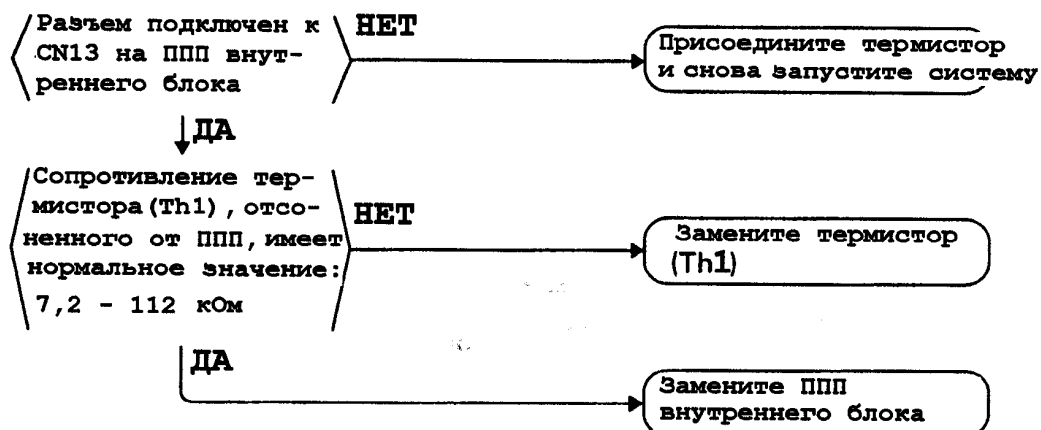 Разъем подключен к
CN13 на ППП внут-
реннего блока
НЕТ
Присоедините термистор
и снова запустите систему
ДА
Сопротивление тер-
мистора(Th1), отсо-
ненного от ППП, имеет
нормальное значение:
7,2 - 112 кОм
НЕТ
Замените термистор
(Th1)
ДА
Замените ППП
внутреннего блока